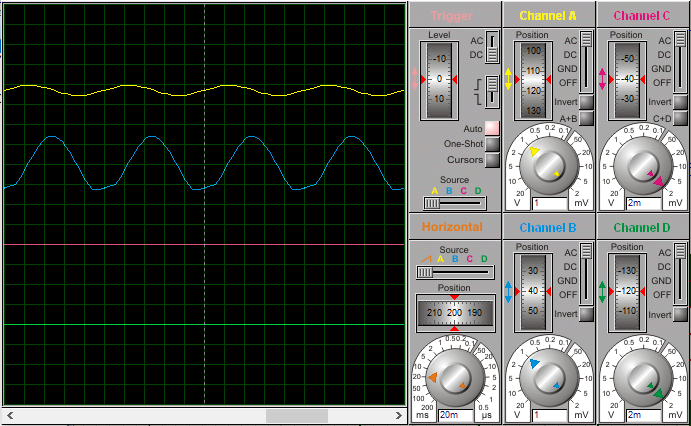 Trigger
Level
-10
0
10
AC
DC
Auto
One-Shot
Cursors
Source
A B C D
Channel A
Position
100
110
120
130
AC
DC
GND
OFF
Invert
A+B
20 10 5 2 1 0.5 0.2 0.1 50 20 10 5 2
V 1 mV
Channel C
Position
-50
-40
-30
AC
DC
GND
OFF
Invert
C+D
20 10 5 2 1 0.5 0.2 0.1 50 20 10 5 2
V 2m mV
Horizontal
Source
A B C D
Position
210 200 190
200 100 50 20 10 5 2 1 0.5 0.2 0.1 50 20 10 5 2 1 0.5
ms 20m µs
Channel B
Position
30
40
50
AC
DC
GND
OFF
Invert
20 10 5 2 1 0.5 0.2 0.1 50 20 10 5 2
V 1 mV
Channel D
Position
-130
-120
-110
AC
DC
GND
OFF
Invert
20 10 5 2 1 0.5 0.2 0.1 50 20 10 5 2
V 2m mV